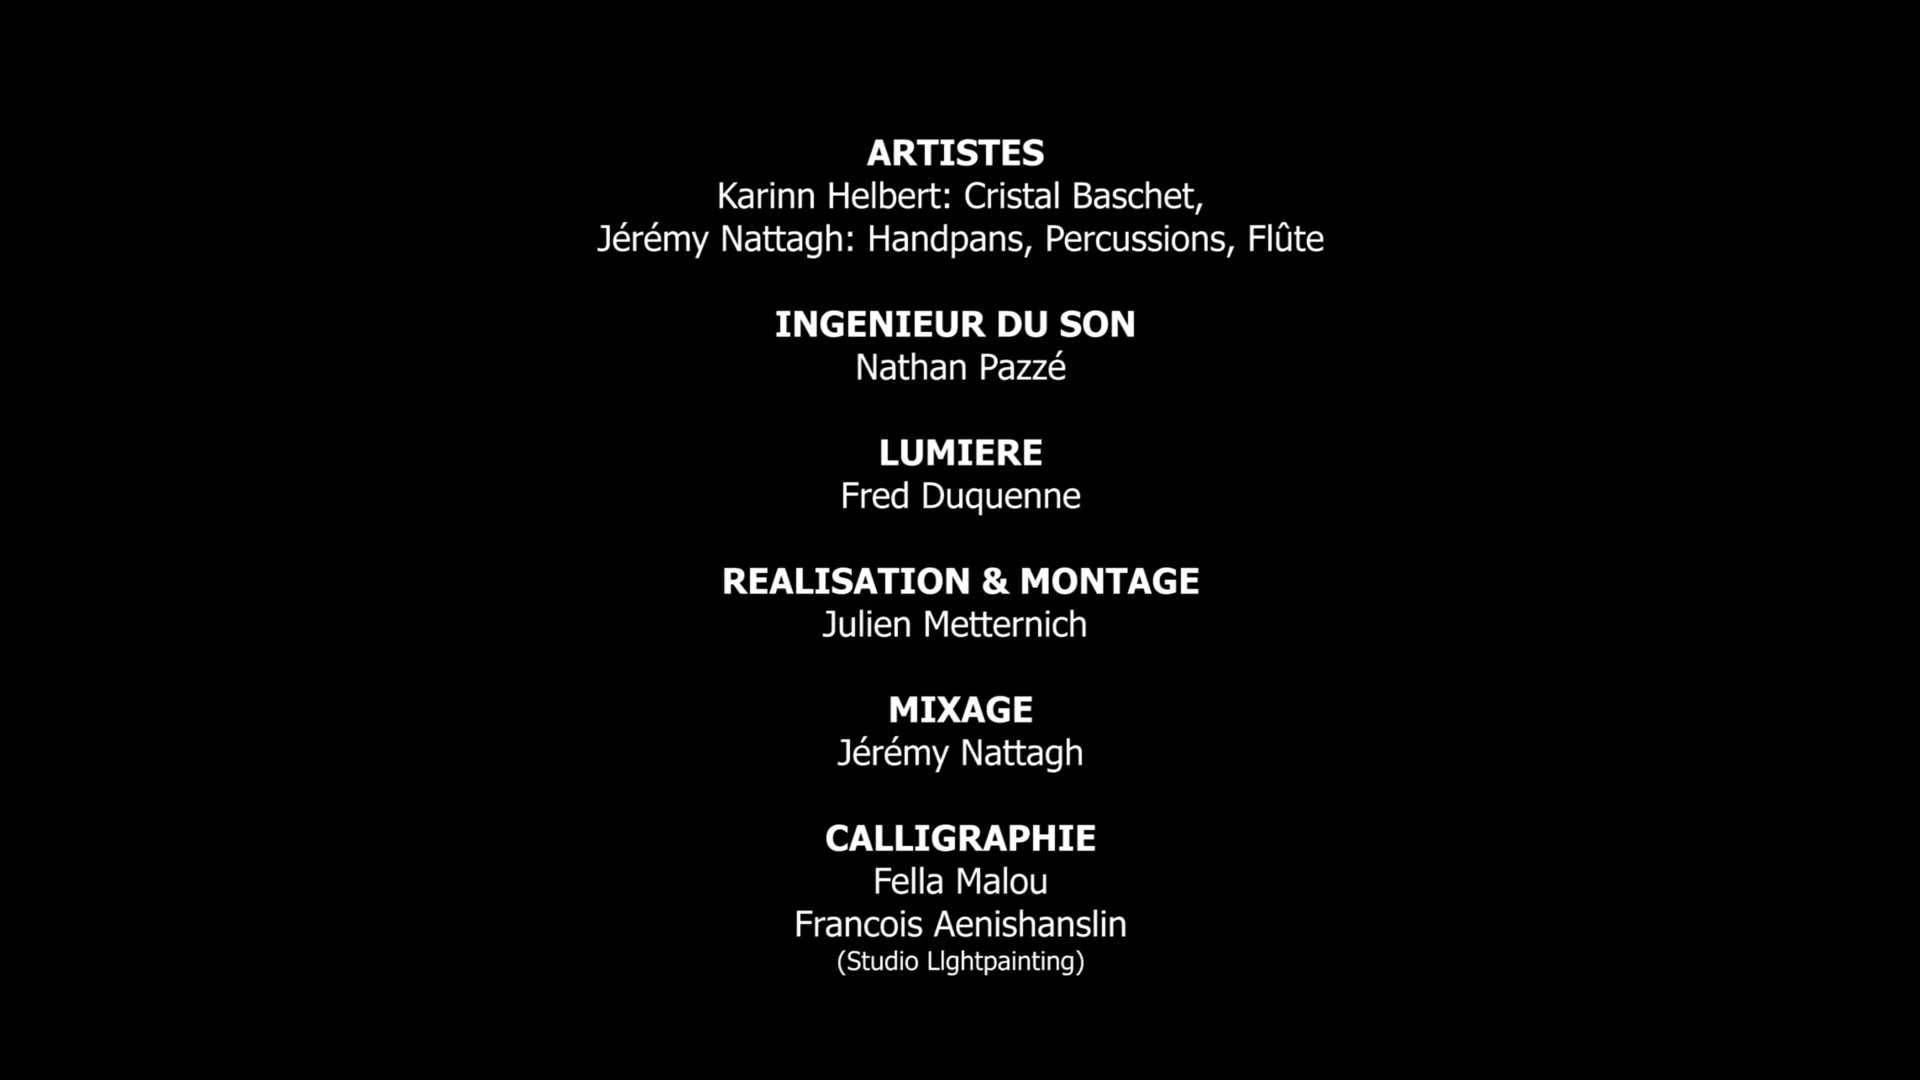 ARTISTES
Karinn Helbert: Cristal Baschet,
Jérémy Nattagh: Handpans, Percussions, Flûte
INGENIEUR DU SON
Nathan Pazzé
LUMIERE
Fred Duquenne
REALISATION & MONTAGE
Julien Metternich
MIXAGE
Jérémy Nattagh
CALLIGRAPHIE
Fella Malou
Francois Aenishanslin
(Studio LIghtpainting)